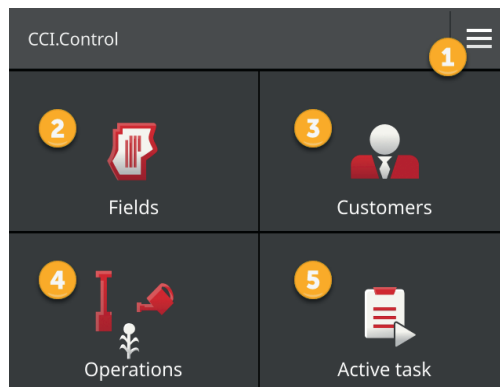 CCI.Control
1
2
3
Fields
Customers
4
5
Operations
Active task